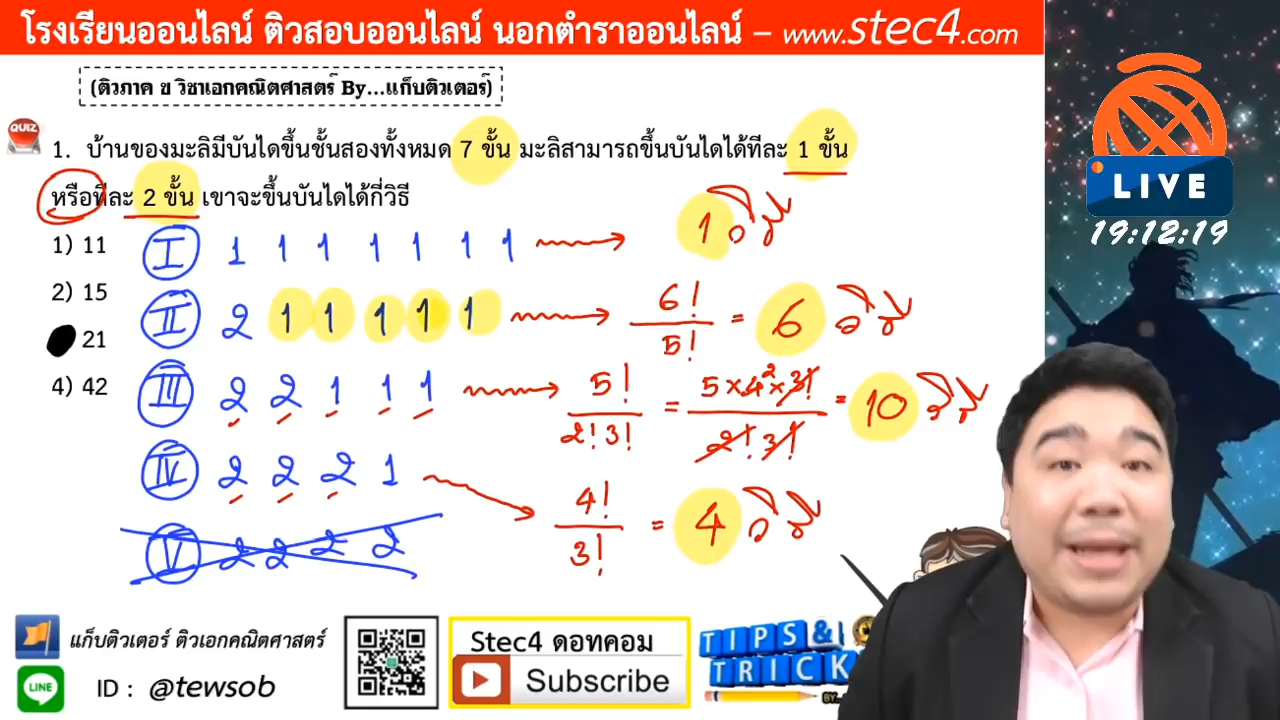 โรงเรียนออนไลน์ ติวสอบออนไลน์ นอกตำราออนไลน์ – www.stec4.com
(ติวภาค ข วิชาเอกคณิตศาสตร์ By...แก็บติวเตอร์)
QUIZ
1. บ้านของมะลิมีบันไดขึ้นชั้นสองทั้งหมด 7 ขั้น มะลิสามารถขึ้นบันไดได้ทีละ 1 ขั้น
หรือทีละ 2 ขั้น เขาจะขึ้นบันไดได้กี่วิธี
LIVE
19:12:19
1) 11 I 1 1 1 1 1 1 1 1 วิธี
2) 15 II 2 1 1 1 1 1 6!/5! = 6 วิธี
21
4) 42 III 2 2 1 1 1 5!/2!3! = 5×4²×3!/2!3! = 10 วิธี
IV 2 2 2 1 4!/3! = 4 วิธี
V 2 2 2 2
แก็บติวเตอร์ ติวเอกคณิตศาสตร์
LINE ID : @tewsob
Stec4 ดอทคอม
Subscribe
TIPS &
TRICK